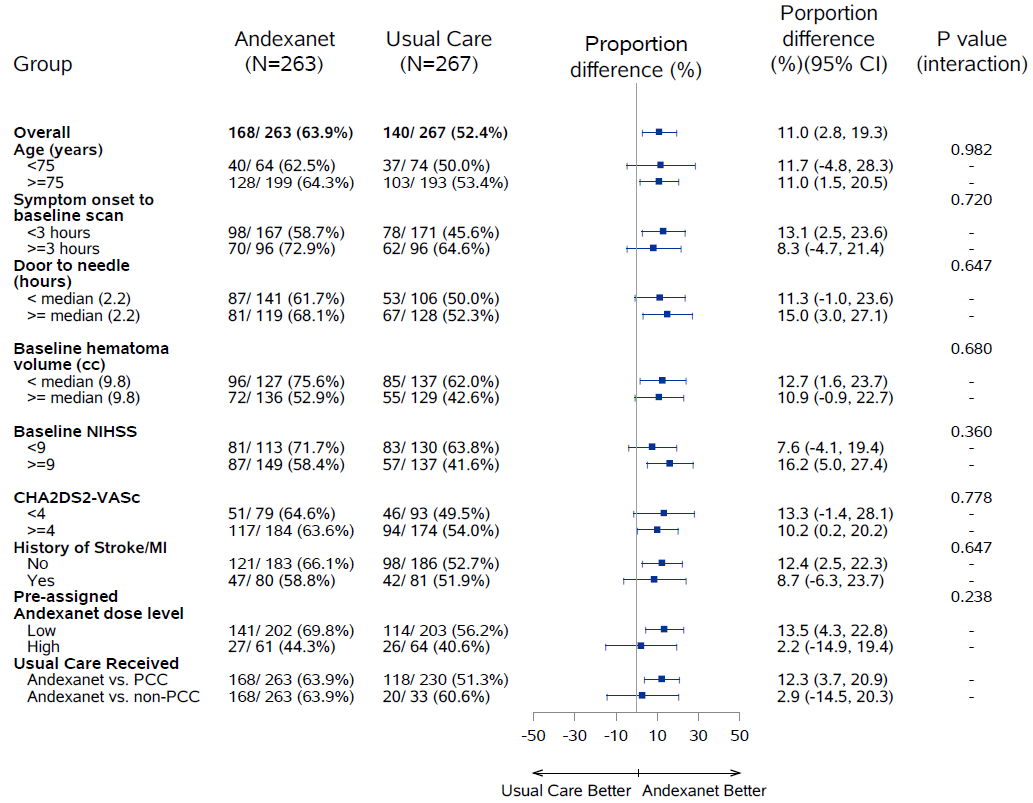 Group
Andexanet
(N=263)
Usual Care
(N=267)
Proportion
difference (%)
Porportion
difference
(%)(95% CI)
P value
(interaction)
Overall 168/ 263 (63.9%) 140/ 267 (52.4%) 11.0 (2.8, 19.3)
Age (years) 0.982
<75 40/ 64 (62.5%) 37/ 74 (50.0%) 11.7 (-4.8, 28.3) -
>=75 128/ 199 (64.3%) 103/ 193 (53.4%) 11.0 (1.5, 20.5) -
Symptom onset to 0.720
baseline scan
<3 hours 98/ 167 (58.7%) 78/ 171 (45.6%) 13.1 (2.5, 23.6) -
>=3 hours 70/ 96 (72.9%) 62/ 96 (64.6%) 8.3 (-4.7, 21.4) -
Door to needle 0.647
(hours)
< median (2.2) 87/ 141 (61.7%) 53/ 106 (50.0%) 11.3 (-1.0, 23.6) -
>= median (2.2) 81/ 119 (68.1%) 67/ 128 (52.3%) 15.0 (3.0, 27.1) -
Baseline hematoma 0.680
volume (cc)
< median (9.8) 96/ 127 (75.6%) 85/ 137 (62.0%) 12.7 (1.6, 23.7) -
>= median (9.8) 72/ 136 (52.9%) 55/ 129 (42.6%) 10.9 (-0.9, 22.7) -
Baseline NIHSS 0.360
<9 81/ 113 (71.7%) 83/ 130 (63.8%) 7.6 (-4.1, 19.4) -
>=9 87/ 149 (58.4%) 57/ 137 (41.6%) 16.2 (5.0, 27.4) -
CHA2DS2-VASc 0.778
<4 51/ 79 (64.6%) 46/ 93 (49.5%) 13.3 (-1.4, 28.1) -
>=4 117/ 184 (63.6%) 94/ 174 (54.0%) 10.2 (0.2, 20.2) -
History of Stroke/MI 0.647
No 121/ 183 (66.1%) 98/ 186 (52.7%) 12.4 (2.5, 22.3) -
Yes 47/ 80 (58.8%) 42/ 81 (51.9%) 8.7 (-6.3, 23.7) -
Pre-assigned 0.238
Andexanet dose level
Low 141/ 202 (69.8%) 114/ 203 (56.2%) 13.5 (4.3, 22.8) -
High 27/ 61 (44.3%) 26/ 64 (40.6%) 2.2 (-14.9, 19.4) -
Usual Care Received
Andexanet vs. PCC 168/ 263 (63.9%) 118/ 230 (51.3%) 12.3 (3.7, 20.9) -
Andexanet vs. non-PCC 168/ 263 (63.9%) 20/ 33 (60.6%) 2.9 (-14.5, 20.3) -
-50 -30 -10 10 30 50
Usual Care Better Andexanet Better